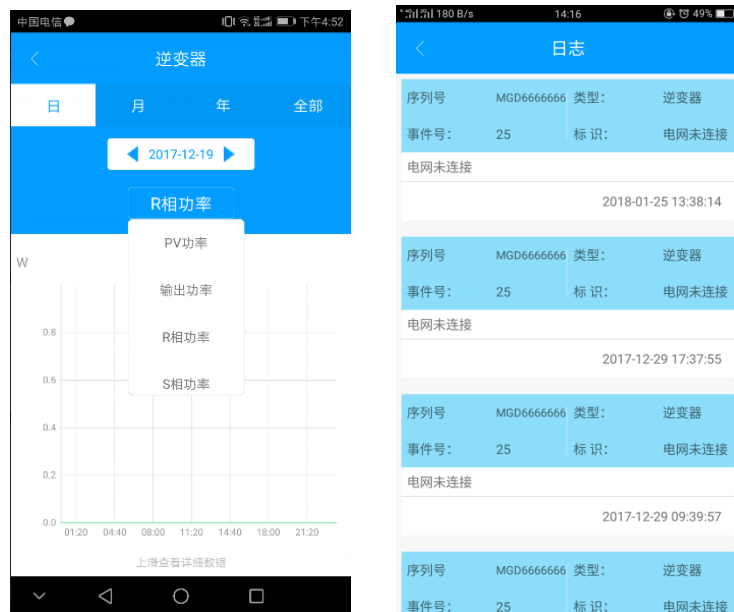 中国电信 下午4:52
逆变器
日 月 年 全部
2017-12-19
R相功率
PV功率
输出功率
R相功率
S相功率
W
0.8
0.6
0.4
0.2
0.0
01:20 04:40 08:00 11:20 14:40 18:00 21:20
上滑查看详细数据
180 B/s 14:16 49%
日志
序列号 MGD6666666 类型: 逆变器
事件号: 25 标 识: 电网未连接
电网未连接
2018-01-25 13:38:14
序列号 MGD6666666 类型: 逆变器
事件号: 25 标 识: 电网未连接
电网未连接
2017-12-29 17:37:55
序列号 MGD6666666 类型: 逆变器
事件号: 25 标 识: 电网未连接
电网未连接
2017-12-29 09:39:57
序列号 MGD6666666 类型: 逆变器
事件号: 25 标 识: 电网未连接